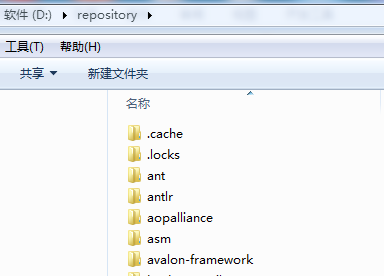 软件 (D:) ▸ repository ▸
工具(T) 帮助(H)
共享 新建文件夹
名称
.cache
.locks
ant
antlr
aopalliance
asm
avalon-framework